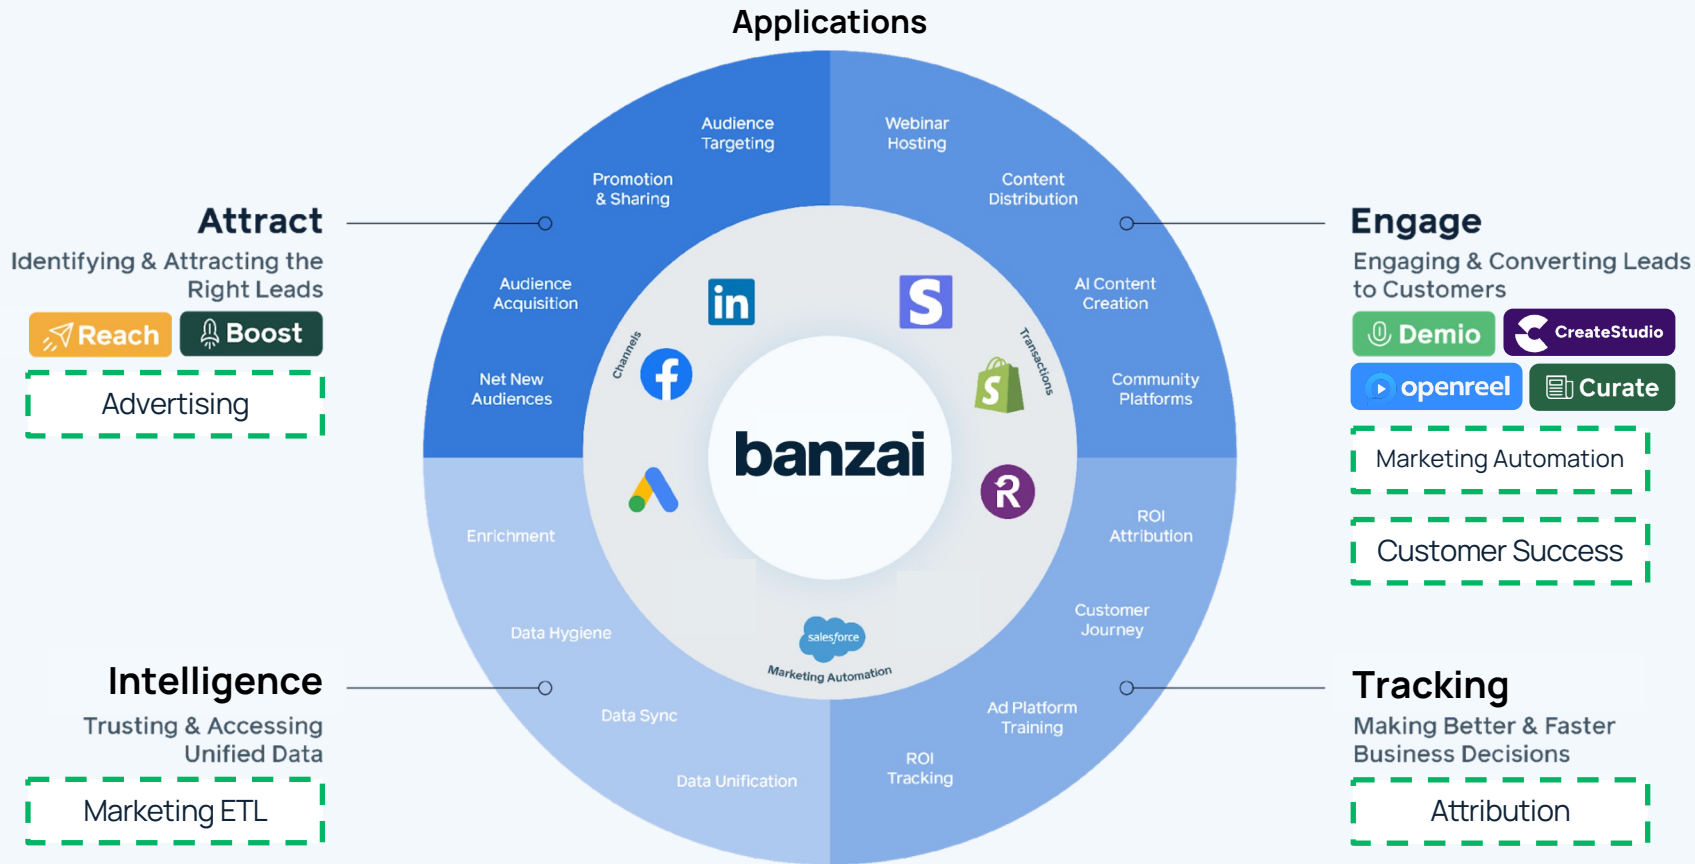 Applications
Attract
Identifying & Attracting the
Right Leads
Reach
Boost
Advertising
Audience
Targeting
Promotion
& Sharing
Audience
Acquisition
Net New
Audiences
Webinar
Hosting
Content
Distribution
AI Content
Creation
Community
Platforms
Engage
Engaging & Converting Leads
to Customers
Demio
CreateStudio
openreel
Curate
Marketing Automation
Customer Success
Channels
in
f
S
S
Transactions
banzai
R
salesforce
Marketing Automation
Intelligence
Trusting & Accessing
Unified Data
Marketing ETL
Enrichment
Data Hygiene
Data Sync
Data Unification
ROI
Attribution
Customer
Journey
Ad Platform
Training
ROI
Tracking
Tracking
Making Better & Faster
Business Decisions
Attribution